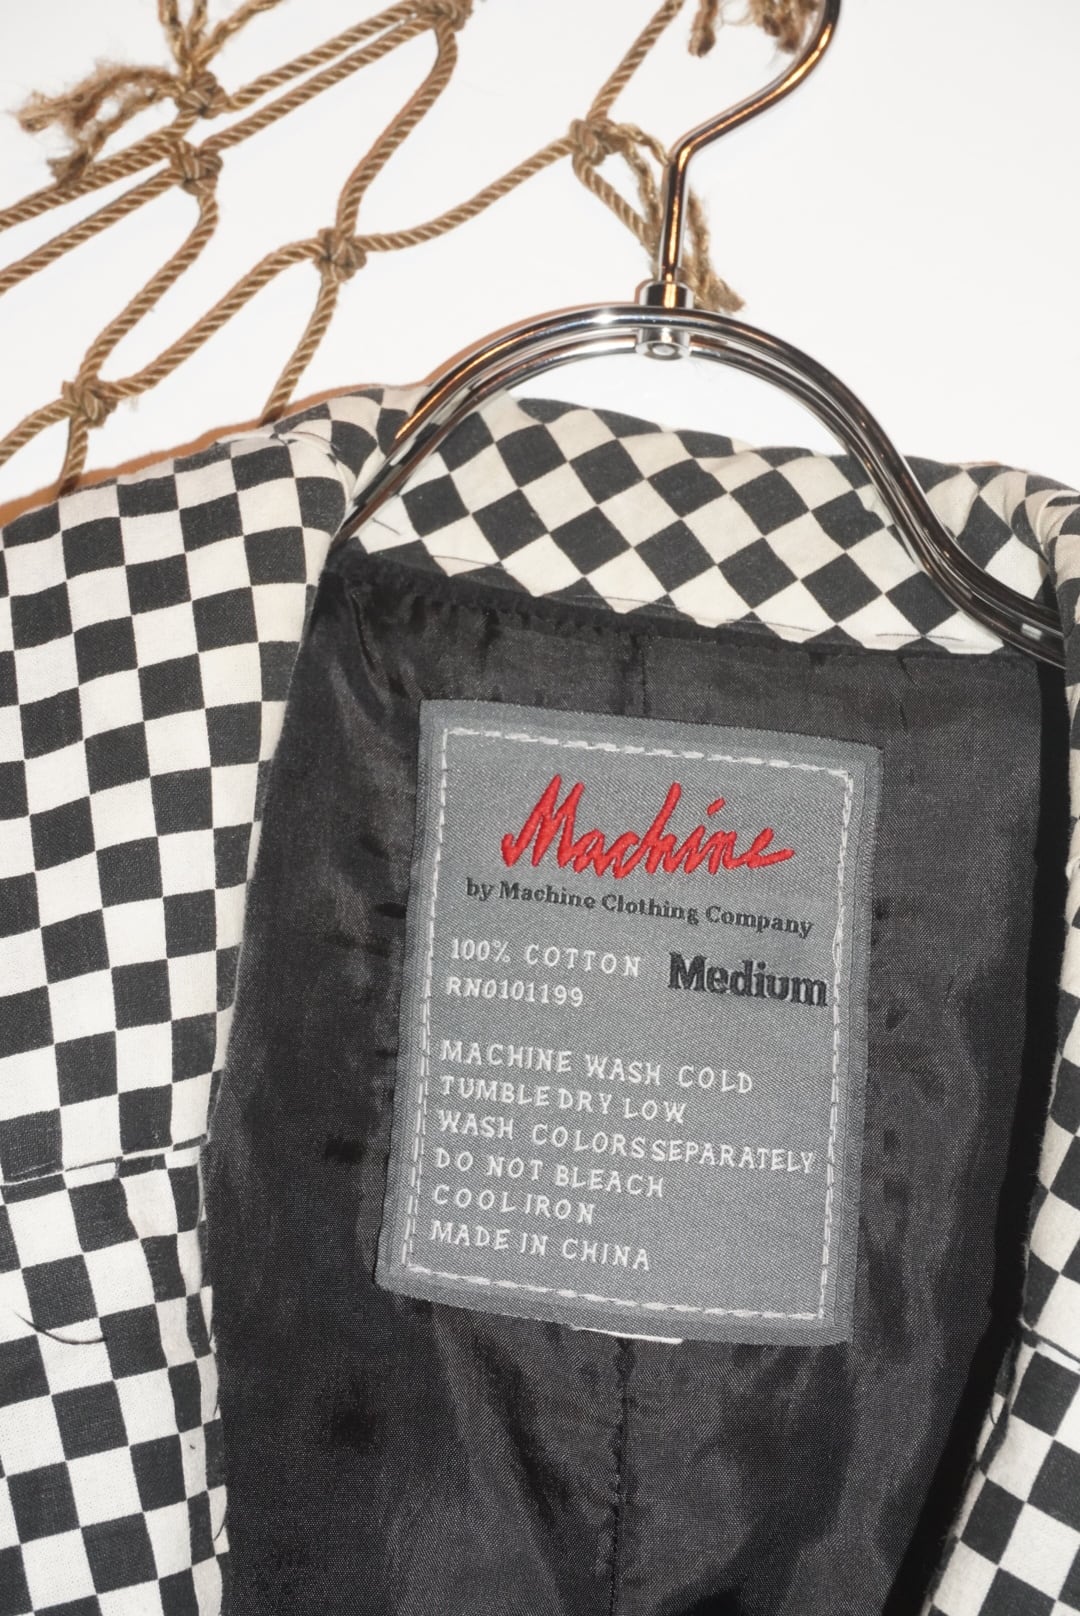 Machine
by Machine Clothing Company
100% COTTON Medium
RN0101199
MACHINE WASH COLD
TUMBLE DRY LOW
WASH COLORS SEPARATELY
DO NOT BLEACH
COOL IRON
MADE IN CHINA